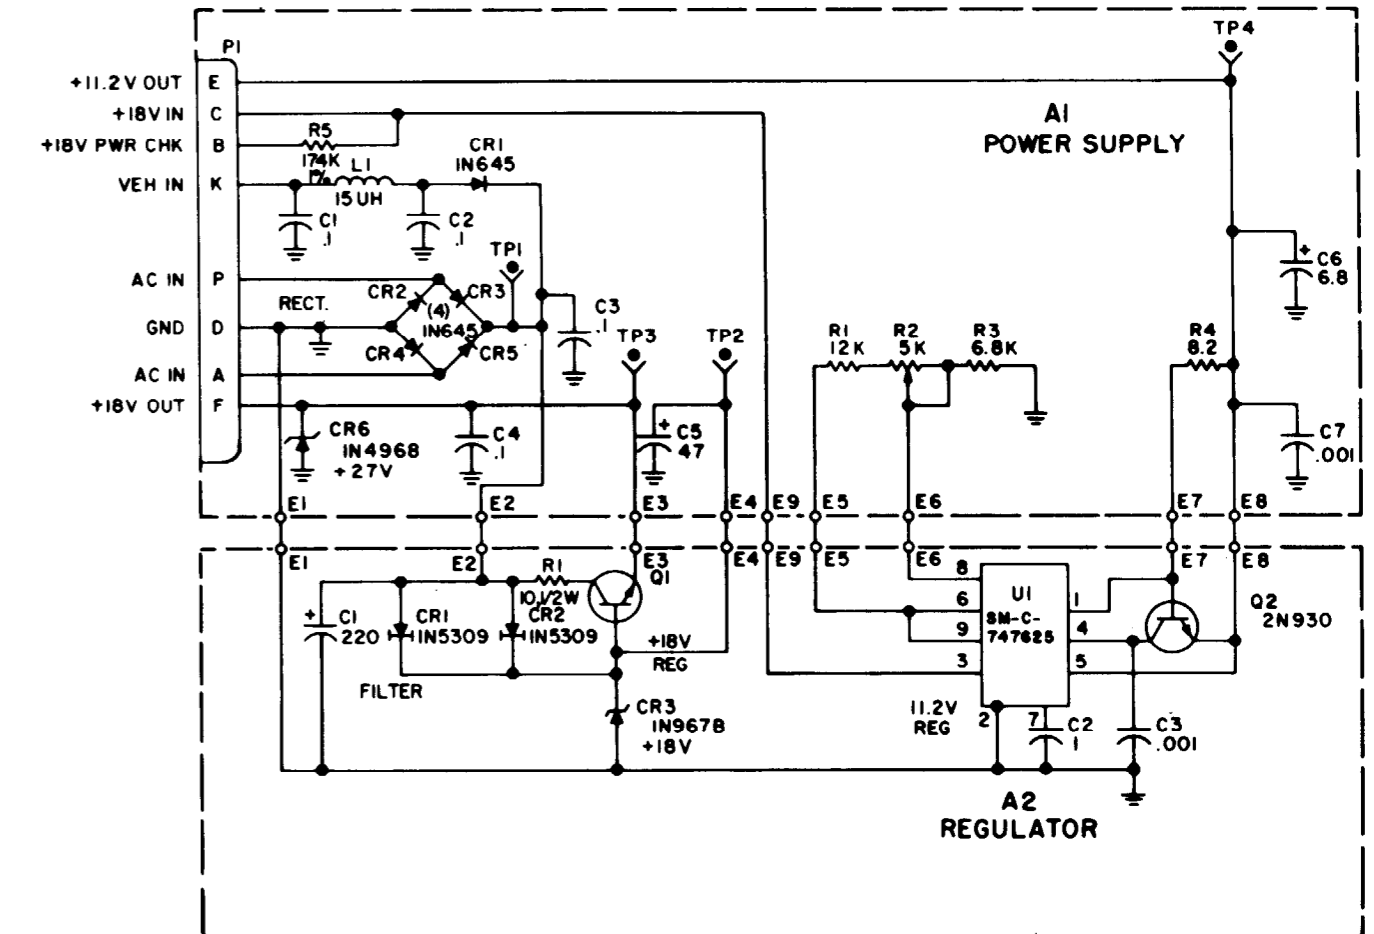 TP4
P1
+11.2V OUT E
+18V IN C
A1
POWER SUPPLY
+18V PWR CHK B
R5
174K
1%
L1
15UH
CR1
1N645
VEH IN K
C1
.1
C2
.1
TP1
C6
6.8
+
AC IN P
CR2
CR3
(4)
1N645
RECT.
GND D
CR4
CR5
C3
.1
TP3
TP2
R1
12K
R2
5K
R3
6.8K
R4
8.2
AC IN A
+18V OUT F
CR6
1N4968
+27V
C4
.1
+
C5
47
C7
.001
E1
E2
E3
E4
E9
E5
E6
E7
E8
E1
E2
E3
E4
E9
E5
E6
E7
E8
R1
10,1/2W
Q1
+
C1
220
CR1
1N5309
CR2
1N5309
+18V
REG
FILTER
CR3
1N967B
+18V
8
6
9
3
U1
SM-C-
747625
1
4
5
Q2
2N930
11.2V
REG
2
7
C2
1
C3
.001
A2
REGULATOR